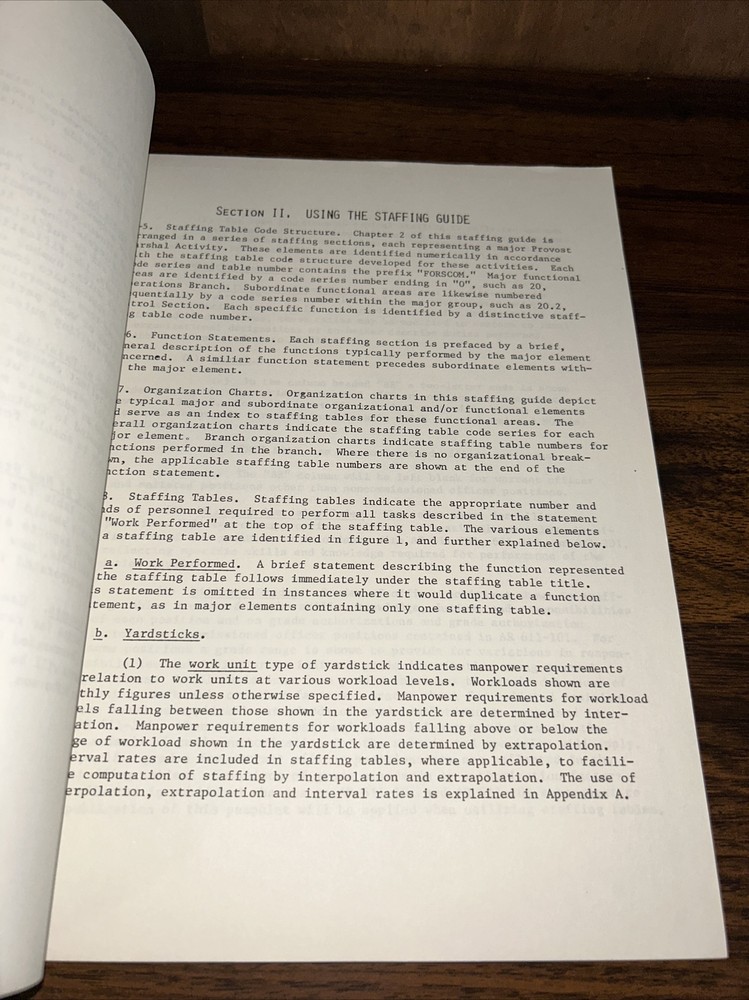 SECTION II. USING THE STAFFING GUIDE
-5. Staffing Table Code Structure. Chapter 2 of this staffing guide is
rranged in a series of staffing sections, each representing a major Provost
arshal Activity. These elements are identified numerically in accordance
th the staffing table code structure developed for these activities. Each
de series and table number contains the prefix "FORSCOM." Major functional
eas are identified by a code series number ending in "0", such as 20,
erations Branch. Subordinate functional areas are likewise numbered
quentially by a code series number within the major group, such as 20.2,
trol Section. Each specific function is identified by a distinctive staff-
g table code number.
6. Function Statements. Each staffing section is prefaced by a brief,
neral description of the functions typically performed by the major element
ncerned. A similiar function statement precedes subordinate elements with-
the major element.
7. Organization Charts. Organization charts in this staffing guide depict
e typical major and subordinate organizational and/or functional elements
d serve as an index to staffing tables for these functional areas. The
erall organization charts indicate the staffing table code series for each
jor element. Branch organization charts indicate staffing table numbers for
nctions performed in the branch. Where there is no organizational break-
wn, the applicable staffing table numbers are shown at the end of the
nction statement.
8. Staffing Tables. Staffing tables indicate the appropriate number and
ds of personnel required to perform all tasks described in the statement
"Work Performed" at the top of the staffing table. The various elements
a staffing table are identified in figure 1, and further explained below.
a. Work Performed. A brief statement describing the function represented
the staffing table follows immediately under the staffing table title.
s statement is omitted in instances where it would duplicate a function
tement, as in major elements containing only one staffing table.
b. Yardsticks.
(1) The work unit type of yardstick indicates manpower requirements
relation to work units at various workload levels. Workloads shown are
thly figures unless otherwise specified. Manpower requirements for workload
els falling between those shown in the yardstick are determined by inter-
ation. Manpower requirements for workloads falling above or below the
ge of workload shown in the yardstick are determined by extrapolation.
erval rates are included in staffing tables, where applicable, to facili-
e computation of staffing by interpolation and extrapolation. The use of
erpolation, extrapolation and interval rates is explained in Appendix A.